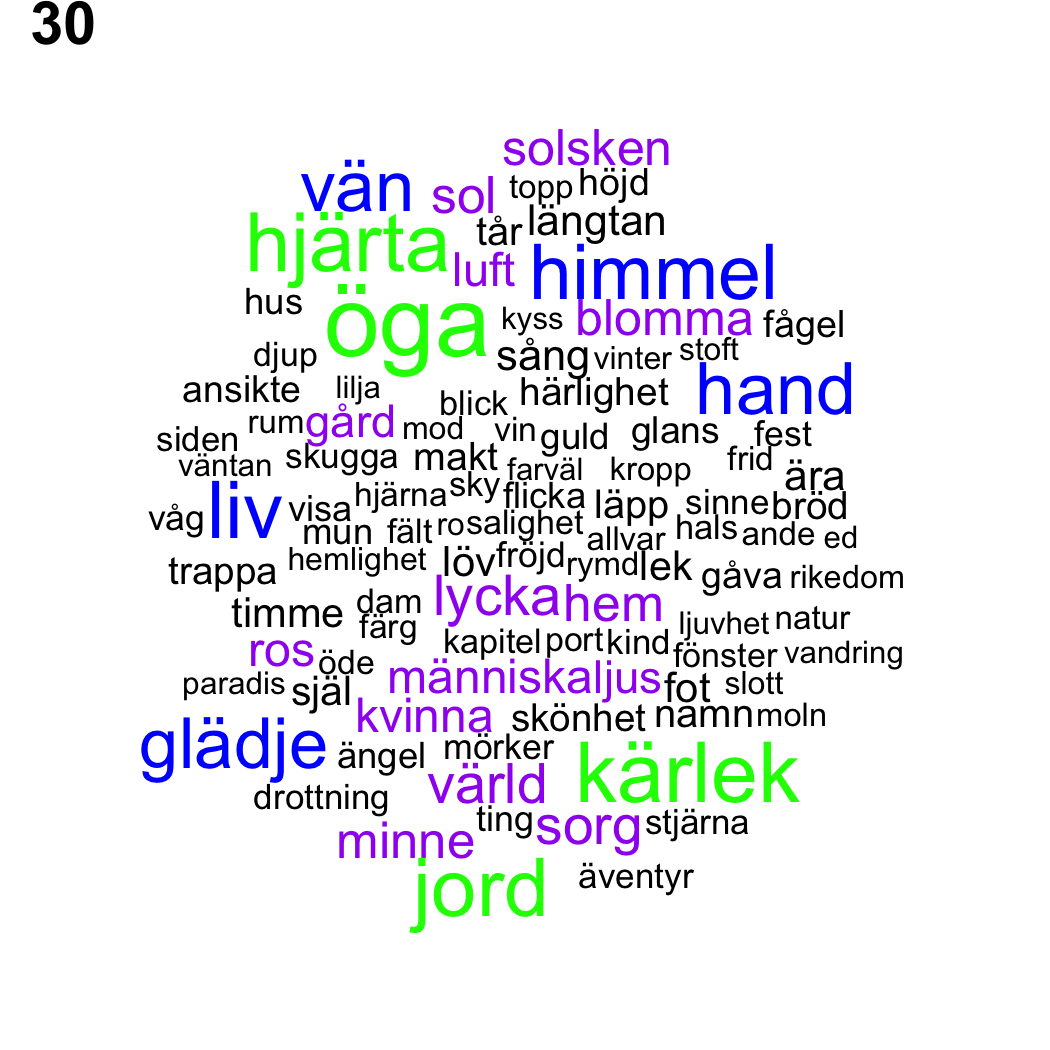 30
solsken
vän sol topp höjd
hjärta tår längtan
luft himmel
hus öga kyss blomma fågel
djup sång vinter stoft
ansikte lilja blick härlighet hand
siden rum gård mod vin guld glans fest
väntan skugga makt farväl kropp frid ära
våg liv visa hjärna sky flicka läpp sinne bröd
mun fält ro salighet allvar hals ande ed
trappa hemlighet löv fröjd rymd lek gåva rikedom
timme dam lycka hem ljuvhet natur
färg kapitel port kind fönster vandring
ros öde människa ljus
paradis själ fot slott
kvinna skönhet namn moln
glädje ängel mörker kärlek
drottning värld
minne ting sorg stjärna
jord äventyr